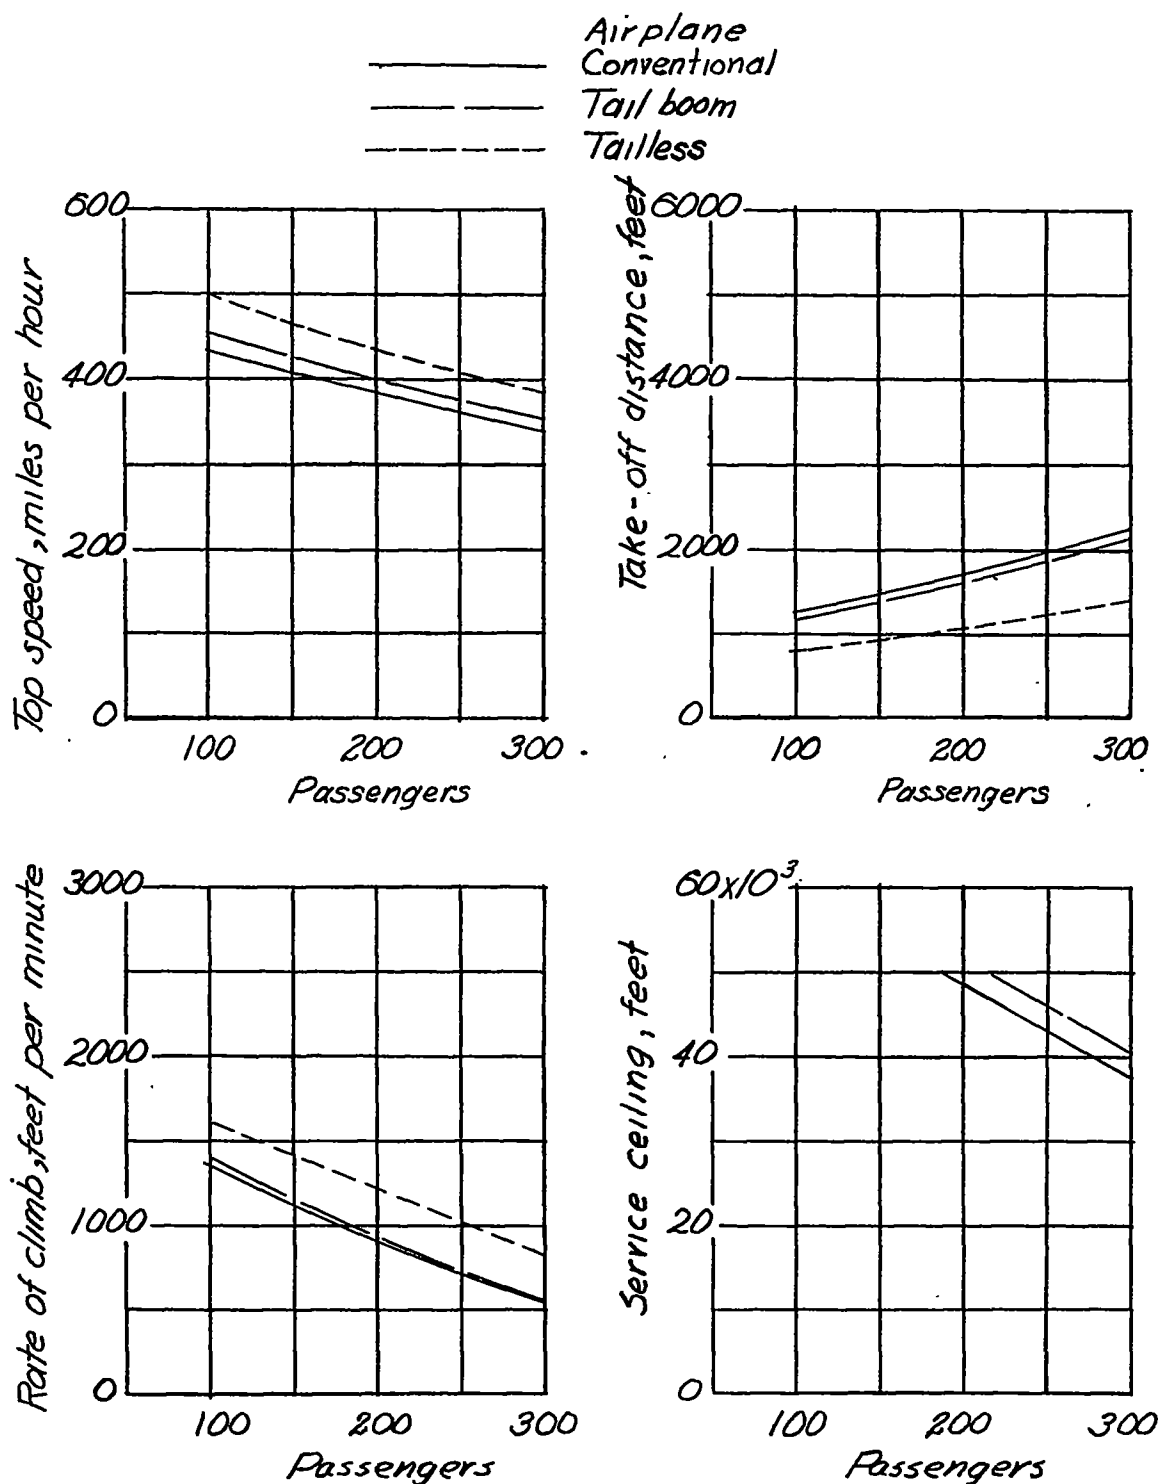 Airplane
Conventional
Tail boom
Tailless
Top speed, miles per hour
600
400
200
0
100 200 300
Passengers
Take-off distance, feet
6000
4000
2000
0
100 200 300
Passengers
Rate of climb, feet per minute
3000
2000
1000
0
100 200 300
Passengers
Service ceiling, feet
60x10³
40
20
0
100 200 300
Passengers